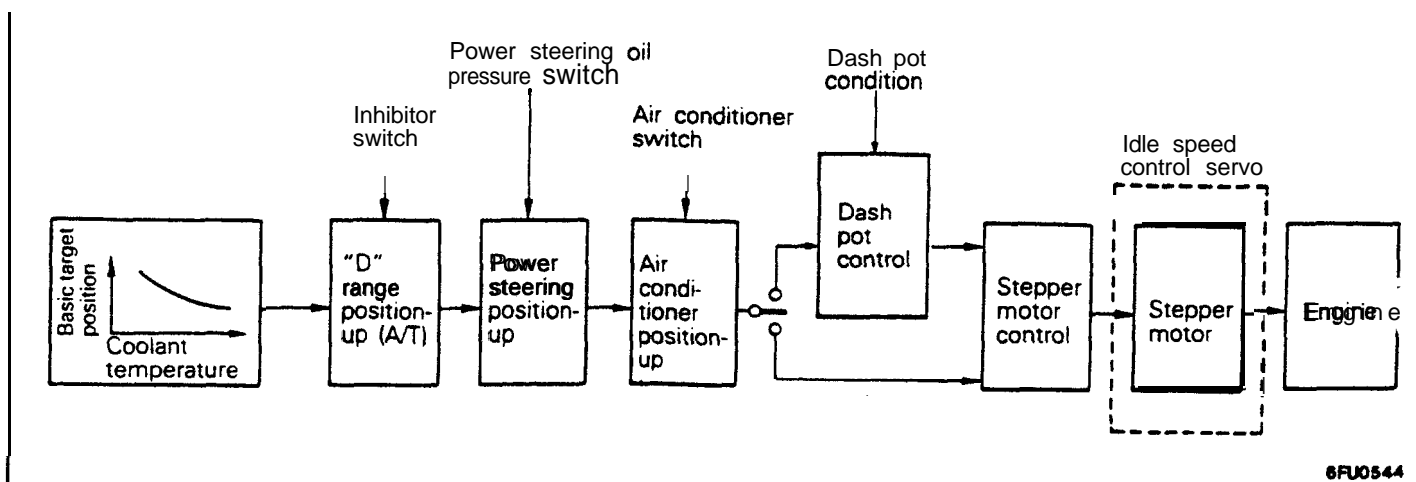 Power steering oil
pressure switch
Dash pot
condition
Inhibitor
switch
Air conditioner
switch
Idle speed
control servo
Basic target
position
Coolant
temperature
"D"
range
position-
up (A/T)
Power
steering
position-
up
Air
condi-
tioner
position-
up
Dash
pot
control
Stepper
motor
control
Stepper
motor
Engine
6FU0544